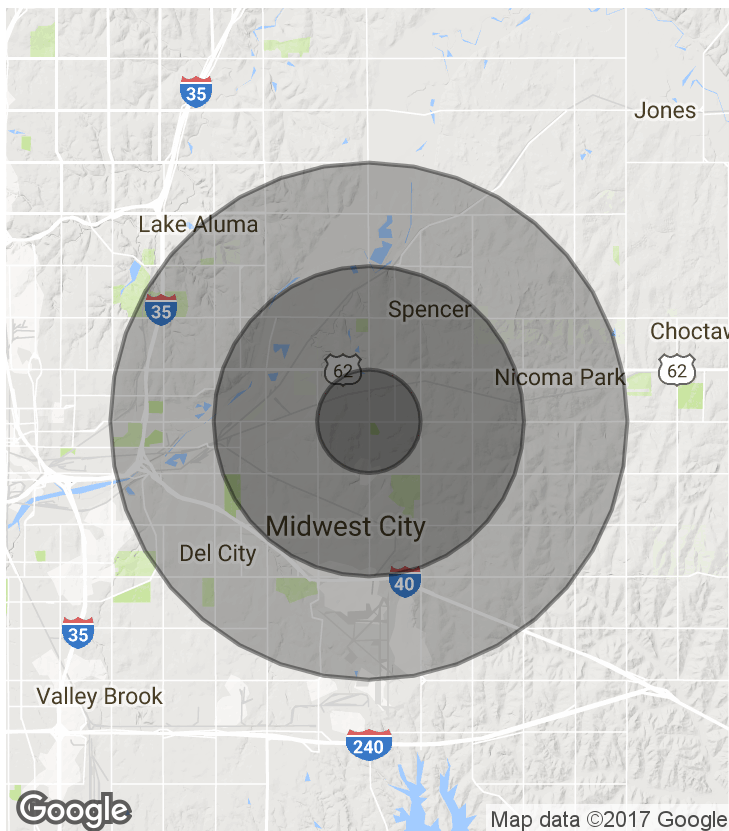 35
Jones
Lake Aluma
35
Spencer
Choctaw
62
62
Nicoma Park
Midwest City
Del City
40
35
Valley Brook
240
Google
Map data ©2017 Google